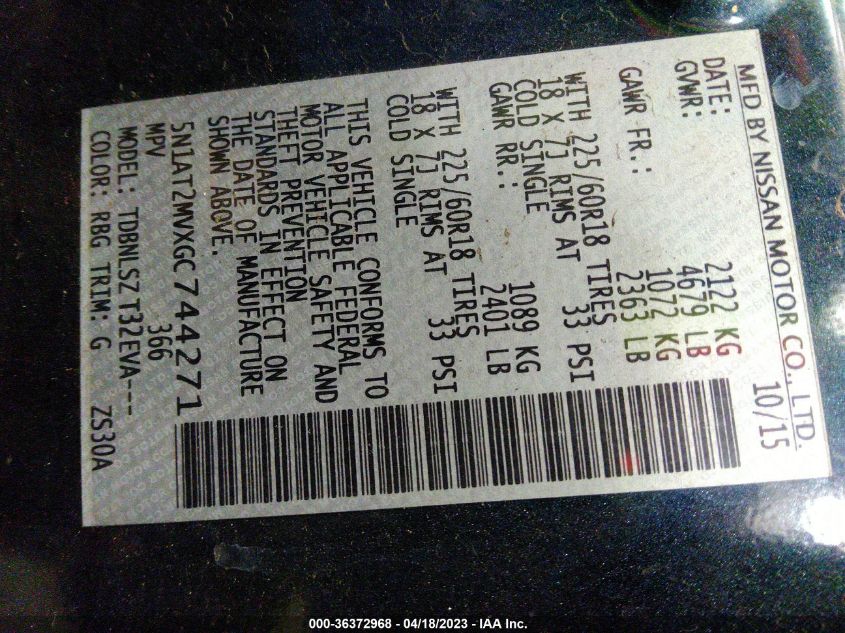 MFD BY NISSAN MOTOR CO., LTD.
DATE: 10/15
GVWR: 2122 KG
4679 LB
GAWR FR.: 1072 KG
2363 LB
WITH 225/60R18 TIRES
18 X 7J RIMS AT 33 PSI
COLD SINGLE
GAWR RR.: 1089 KG
2401 LB
WITH 225/60R18 TIRES
18 X 7J RIMS AT 33 PSI
COLD SINGLE
THIS VEHICLE CONFORMS TO
ALL APPLICABLE FEDERAL
MOTOR VEHICLE SAFETY AND
THEFT PREVENTION
STANDARDS IN EFFECT ON
THE DATE OF MANUFACTURE
SHOWN ABOVE.
5N1AT2MVXGC744271
MPV 366
MODEL: TDBNLSZ T32EVA---
COLOR: RBG TRIM: G ZS30A
000-36372968 - 04/18/2023 - IAA Inc.